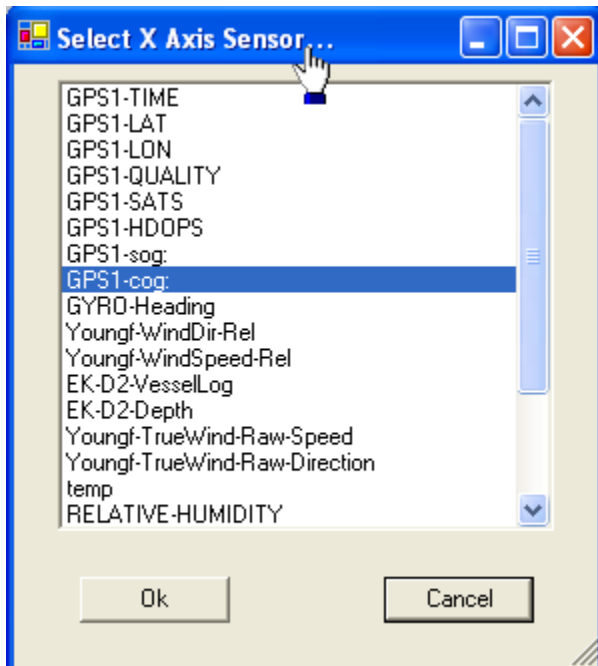 Select X Axis Sensor...
GPS1-TIME
GPS1-LAT
GPS1-LON
GPS1-QUALITY
GPS1-SATS
GPS1-HDOPS
GPS1-sog:
GPS1-cog:
GYRO-Heading
Youngf-WindDir-Rel
Youngf-WindSpeed-Rel
EK-D2-VesselLog
EK-D2-Depth
Youngf-TrueWind-Raw-Speed
Youngf-TrueWind-Raw-Direction
temp
RELATIVE-HUMIDITY
Ok Cancel